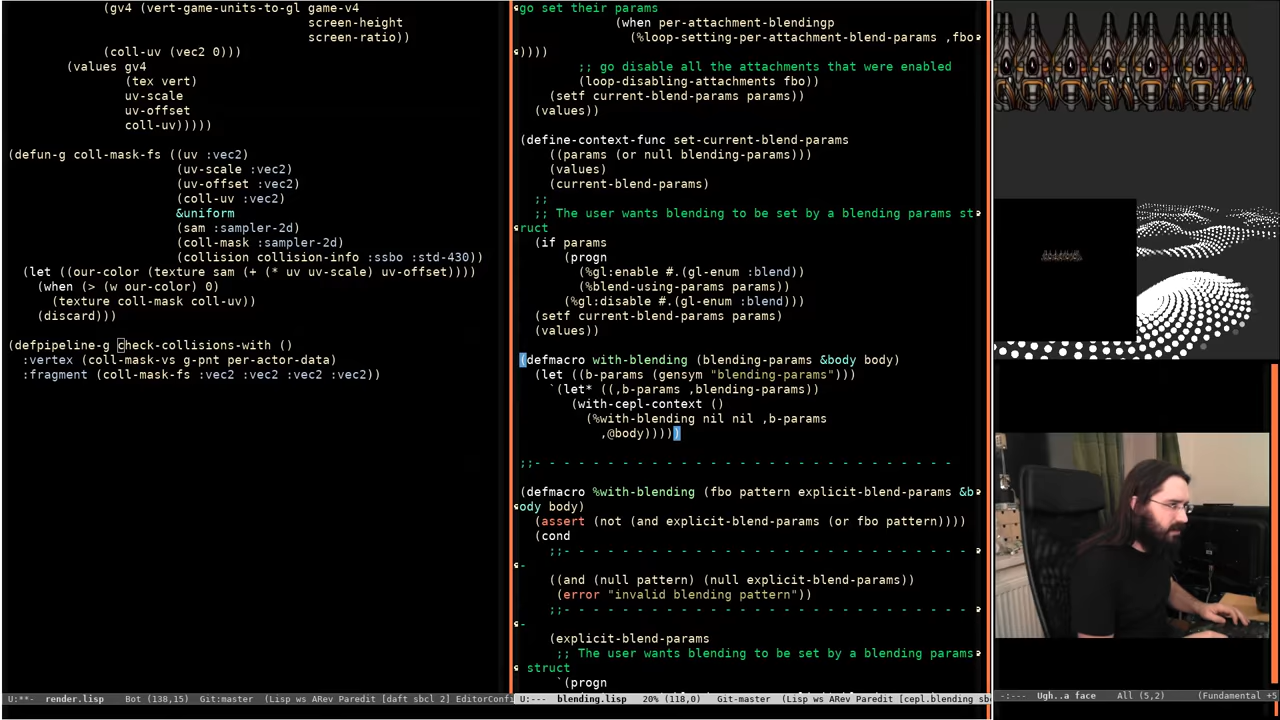 (gv4 (vert-game-units-to-gl game-v4
screen-height
screen-ratio))
(coll-uv (vec2 0)))
(values gv4
(tex vert)
uv-scale
uv-offset
coll-uv)))))
(defun-g coll-mask-fs ((uv :vec2)
(uv-scale :vec2)
(uv-offset :vec2)
(coll-uv :vec2)
&uniform
(sam :sampler-2d)
(coll-mask :sampler-2d)
(collision collision-info :ssbo :std-430))
(let ((our-color (texture sam (+ (* uv uv-scale) uv-offset))))
(when (> (w our-color) 0)
(texture coll-mask coll-uv))
(discard)))
(defpipeline-g check-collisions-with ()
:vertex (coll-mask-vs g-pnt per-actor-data)
:fragment (coll-mask-fs :vec2 :vec2 :vec2 :vec2))
U:**- render.lisp Bot (138,15) Git:master (Lisp ws ARev Paredit [daft sbcl 2] EditorConfi
go set their params
(when per-attachment-blendingp
(%loop-setting-per-attachment-blend-params ,fbo
))))
;; go disable all the attachments that were enabled
(loop-disabling-attachments fbo))
(setf current-blend-params params))
(values))
(define-context-func set-current-blend-params
((params (or null blending-params)))
(values)
(current-blend-params)
;;
;; The user wants blending to be set by a blending params st
ruct
(if params
(progn
(%gl:enable #.(gl-enum :blend))
(%blend-using-params params))
(%gl:disable #.(gl-enum :blend)))
(setf current-blend-params params)
(values))
(defmacro with-blending (blending-params &body body)
(let ((b-params (gensym "blending-params")))
`(let* ((,b-params ,blending-params))
(with-cepl-context ()
(%with-blending nil nil ,b-params
,@body)))))
;;- - - - - - - - - - - - - - - - - - - - - - - - - - - - -
(defmacro %with-blending (fbo pattern explicit-blend-params &b
ody body)
(assert (not (and explicit-blend-params (or fbo pattern))))
(cond
;;- - - - - - - - - - - - - - - - - - - - - - - - - - -
-
((and (null pattern) (null explicit-blend-params))
(error "invalid blending pattern"))
;;- - - - - - - - - - - - - - - - - - - - - - - - - - -
-
(explicit-blend-params
;; The user wants blending to be set by a blending params
struct
`(progn
U:--- blending.lisp 20% (118,0) Git-master (Lisp ws ARev Paredit [cepl.blending sb
-:--- Ugh..a face All (5,2) (Fundamental +5